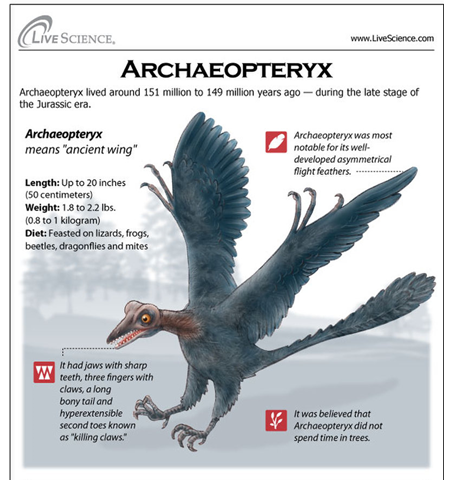 LIVESCIENCE®
www.LiveScience.com
ARCHAEOPTERYX
Archaeopteryx lived around 151 million to 149 million years ago — during the late stage of
the Jurassic era.
Archaeopteryx
means "ancient wing"
Length: Up to 20 inches
(50 centimeters)
Weight: 1.8 to 2.2 lbs.
(0.8 to 1 kilogram)
Diet: Feasted on lizards, frogs,
beetles, dragonflies and mites
Archaeopteryx was most
notable for its well-
developed asymmetrical
flight feathers.
It had jaws with sharp
teeth, three fingers with
claws, a long
bony tail and
hyperextensible
second toes known
as "killing claws."
It was believed that
Archaeopteryx did not
spend time in trees.